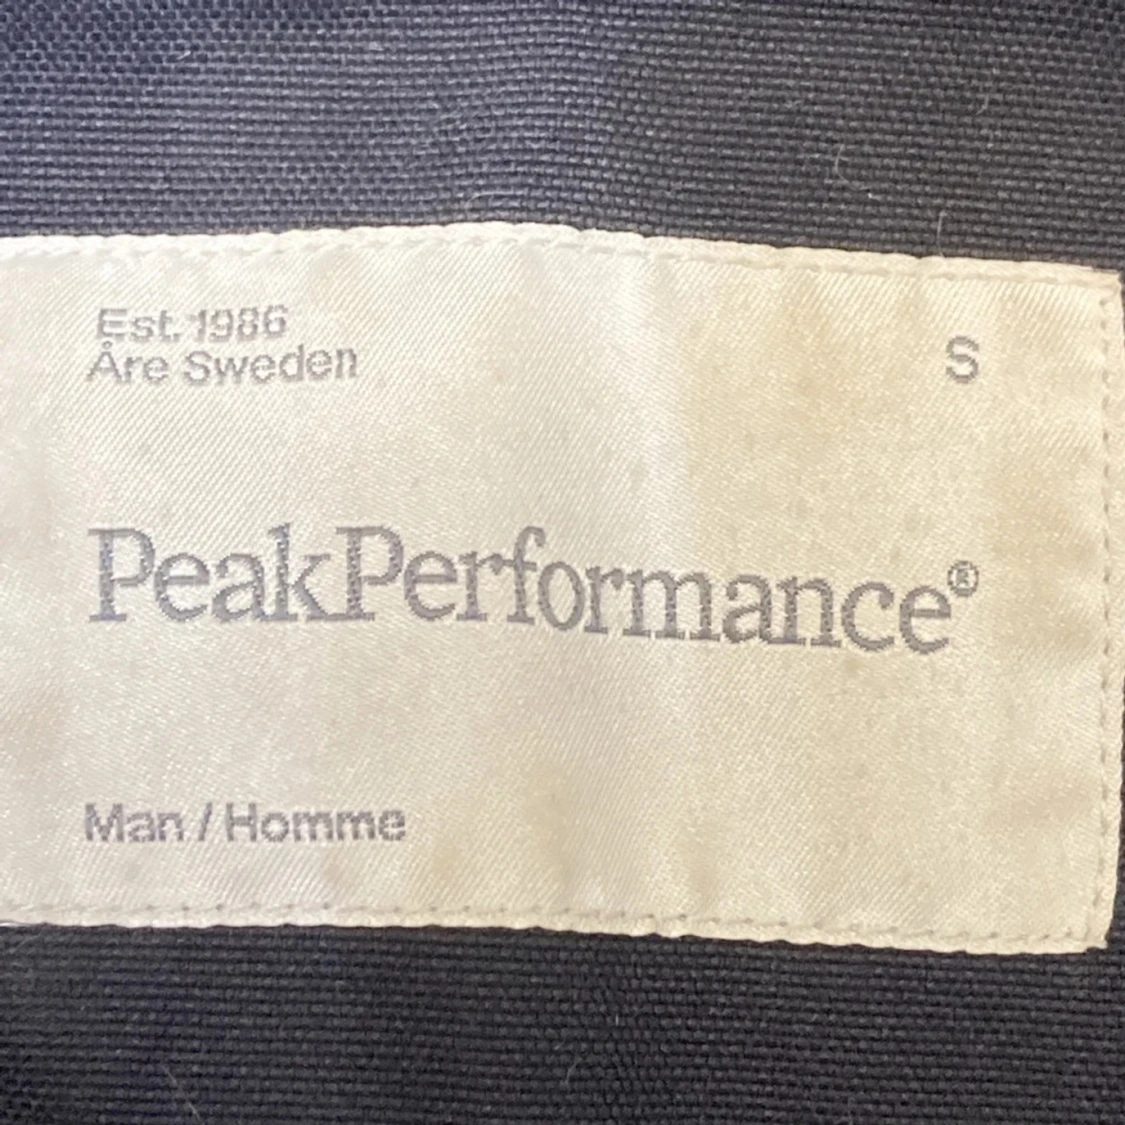 Est. 1986
Åre Sweden
S
PeakPerformance®
Man / Homme